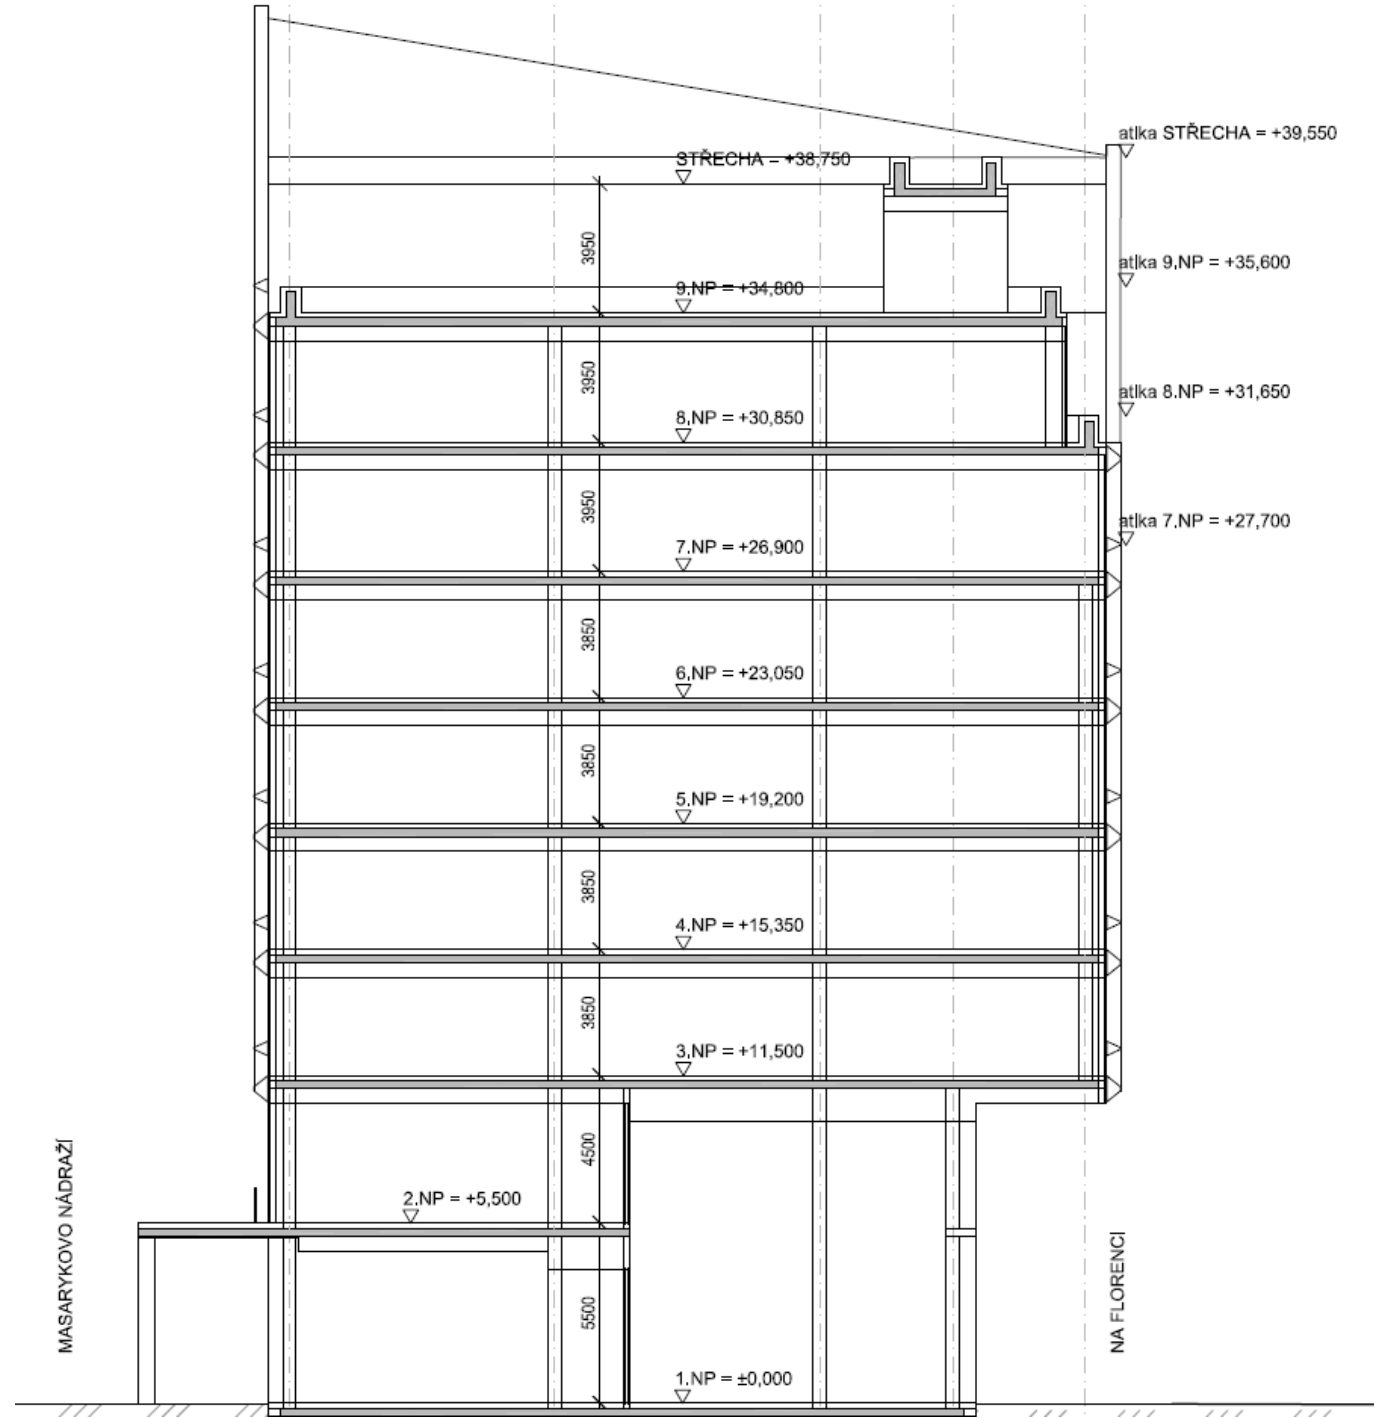 atika STŘECHA = +39,550
STŘECHA = +38,750
3950
atika 9.NP = +35,600
9.NP = +34,800
3950
atika 8.NP = +31,650
8.NP = +30,850
3950
atika 7.NP = +27,700
7.NP = +26,900
3850
6.NP = +23,050
3850
5.NP = +19,200
3850
4.NP = +15,350
3850
3.NP = +11,500
4500
MASARYKOVO NÁDRAŽÍ
2.NP = +5,500
NA FLORENCI
5500
1.NP = ±0,000